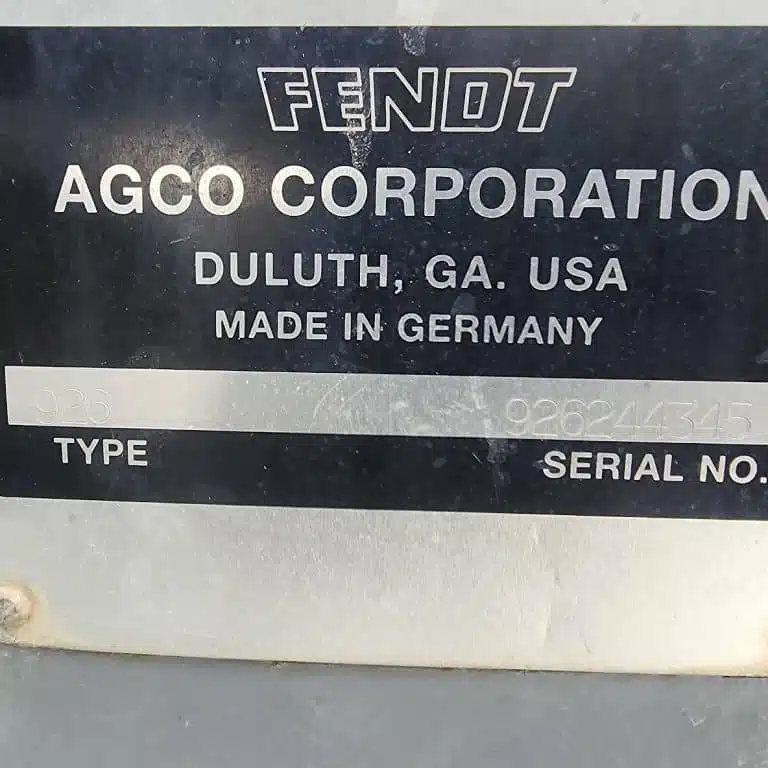 FENDT
AGCO CORPORATION
DULUTH, GA. USA
MADE IN GERMANY
926 926244345
TYPE SERIAL NO.